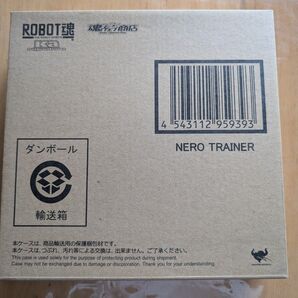 ROBOT魂
Ka
魂ウェブ商店
4 543112 959393
NERO TRAINER
ダンボール
輸送箱
本ケースは、商品輸送用の保護梱包材です。
本ケースは、つぶれ、汚れ等による交換は、出来ません。ご了承下さい。
This case is used solely for the purpose of protecting product during shipment.
Case may not be exchanged due to damage or discoloration. Thank you for your understanding.